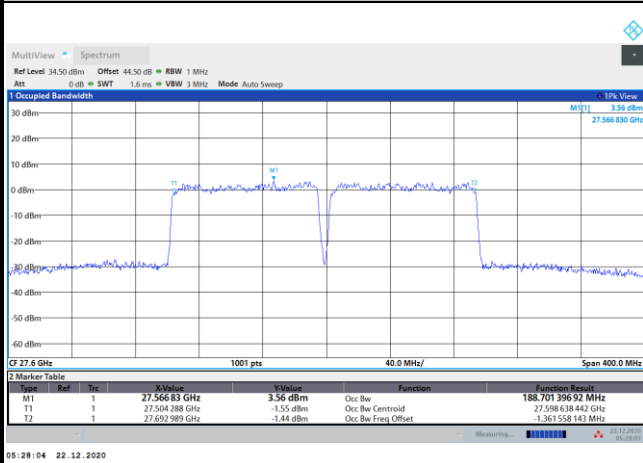 MultiView Spectrum
Ref Level 34.50 dBm Offset 44.50 dB RBW 1 MHz
Att 0 dB SWT 1.6 ms VBW 3 MHz Mode Auto Sweep
1 Occupied Bandwidth 1Pk View
M1[1] 3.56 dBm
27.566 830 GHz
30 dBm
20 dBm
10 dBm
M1
T1 T2
0 dBm
-10 dBm
-20 dBm
-30 dBm
-40 dBm
-50 dBm
-60 dBm
CF 27.6 GHz 1001 pts 40.0 MHz/ Span 400.0 MHz
2 Marker Table
Type Ref Trc X-Value Y-Value Function Function Result
M1 1 27.566 83 GHz 3.56 dBm Occ Bw 188.701 396 92 MHz
T1 1 27.504 288 GHz -1.55 dBm Occ Bw Centroid 27.598 638 442 GHz
T2 1 27.692 989 GHz -1.44 dBm Occ Bw Freq Offset -1.361 558 143 MHz
Measuring... 22.12.2020
05:28:03
05:28:04 22.12.2020